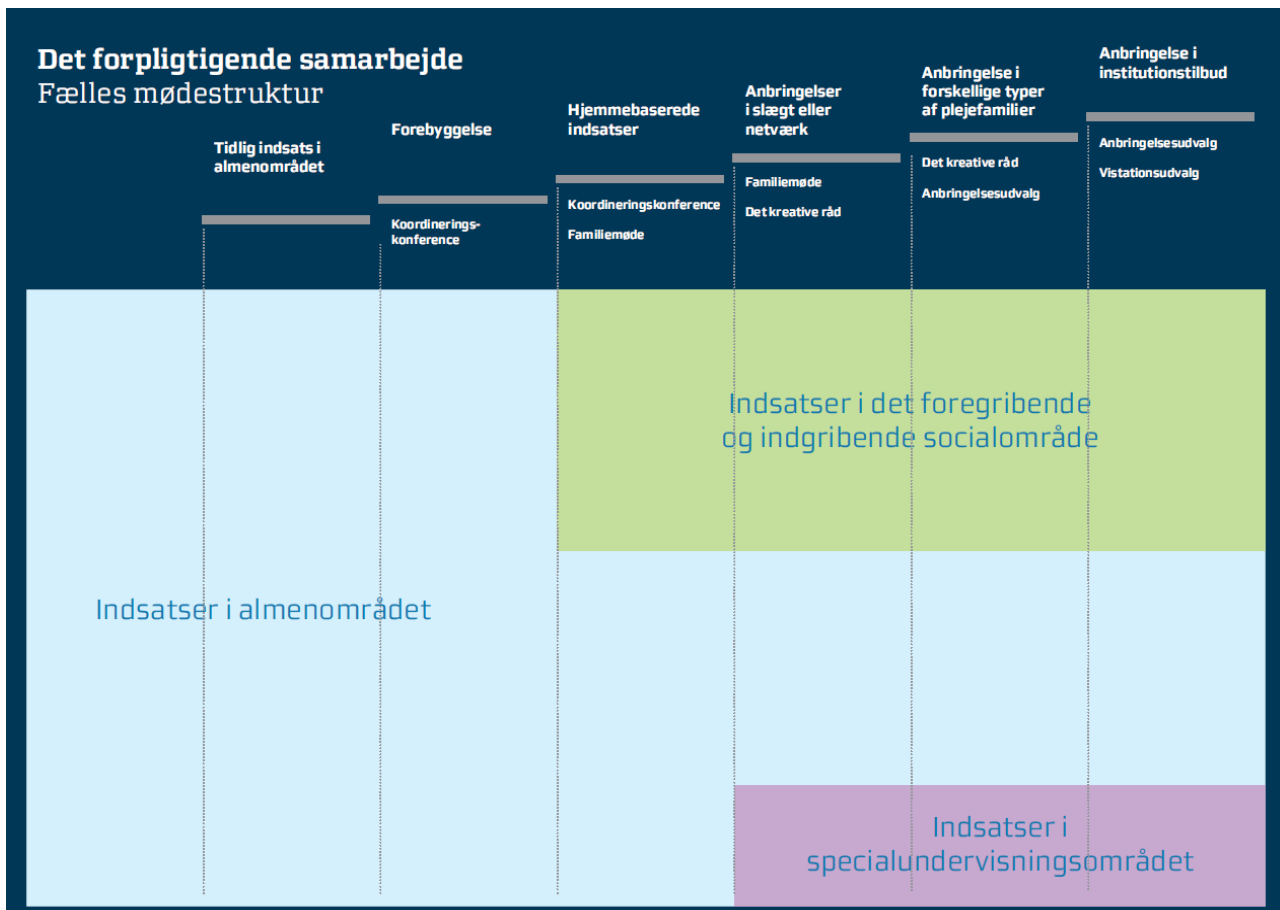 Det forpligtigende samarbejde
Fælles mødestruktur
Tidlig indsats i
almenområdet
Forebyggelse
Koordinerings-
konference
Hjemmebaserede
indsatser
Koordineringskonference
Familiemøde
Anbringelser
i slægt eller
netværk
Familiemøde
Det kreative råd
Anbringelse i
forskellige typer
af plejefamilier
Det kreative råd
Anbringelsesudvalg
Anbringelse i
institutionstilbud
Anbringelsesudvalg
Vistationsudvalg
Indsatser i det foregribende
og indgribende socialområde
Indsatser i almenområdet
Indsatser i
specialundervisningsområdet